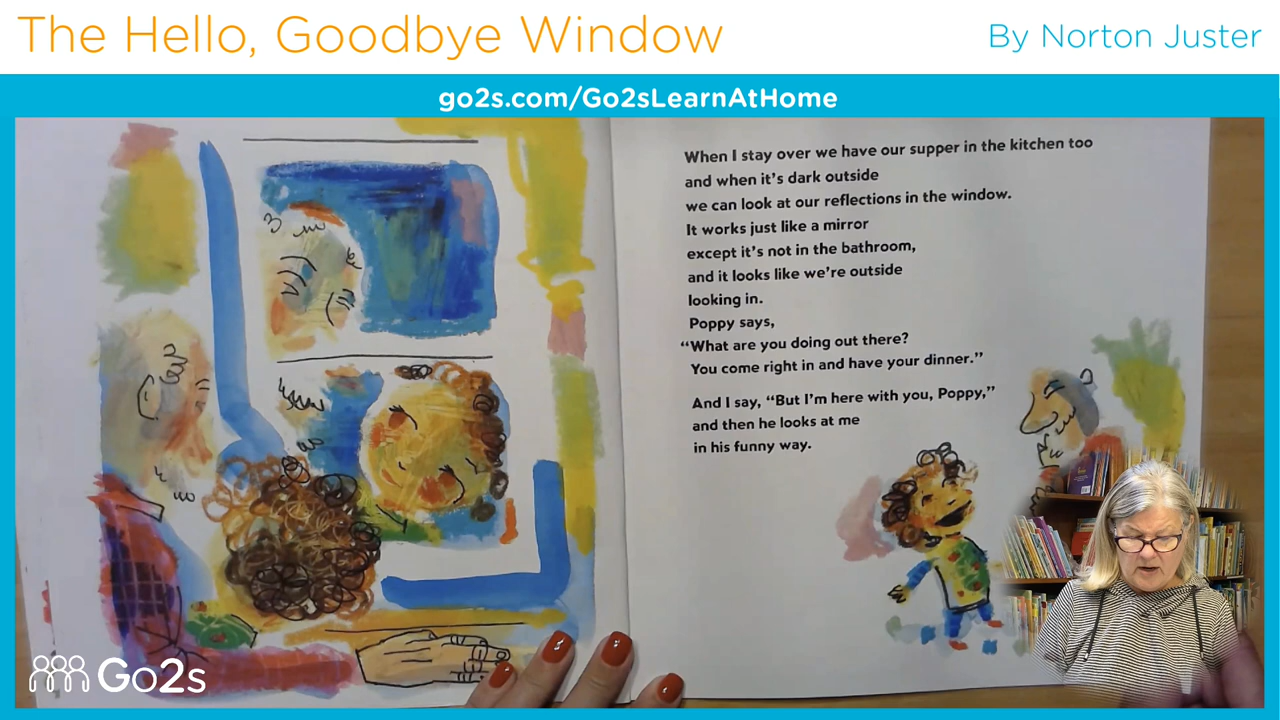 The Hello, Goodbye Window
By Norton Juster
go2s.com/Go2sLearnAtHome
When I stay over we have our supper in the kitchen too
and when it's dark outside
we can look at our reflections in the window.
It works just like a mirror
except it's not in the bathroom,
and it looks like we're outside
looking in.
Poppy says,
“What are you doing out there?
You come right in and have your dinner.”
And I say, “But I'm here with you, Poppy,”
and then he looks at me
in his funny way.
Go2s